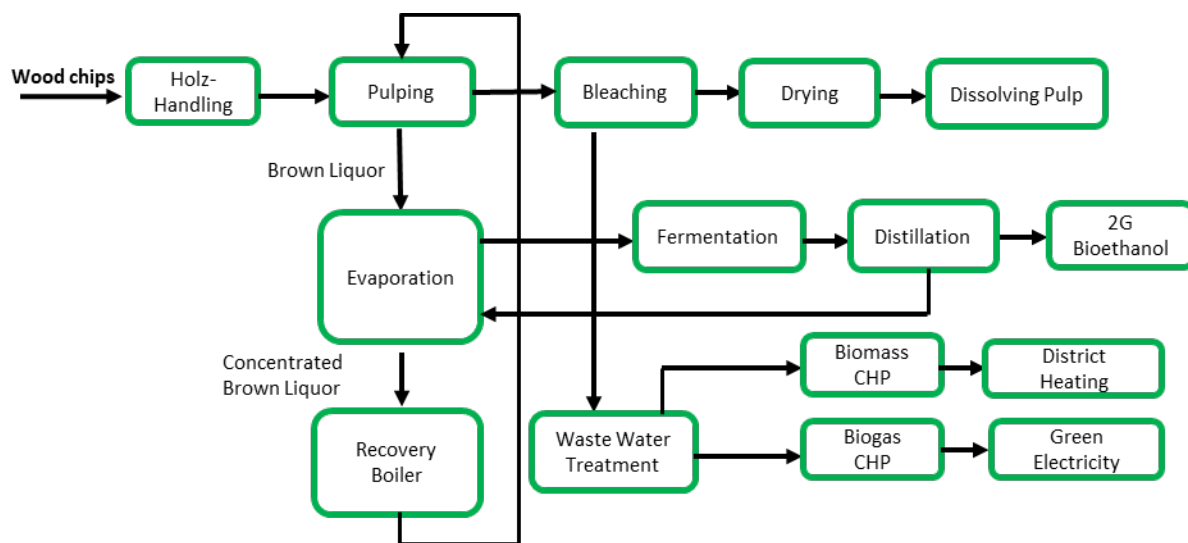 Wood chips
Holz-
Handling
Pulping
Bleaching
Drying
Dissolving Pulp
Brown Liquor
Evaporation
Fermentation
Distillation
2G
Bioethanol
Concentrated
Brown Liquor
Biomass
CHP
District
Heating
Recovery
Boiler
Waste Water
Treatment
Biogas
CHP
Green
Electricity